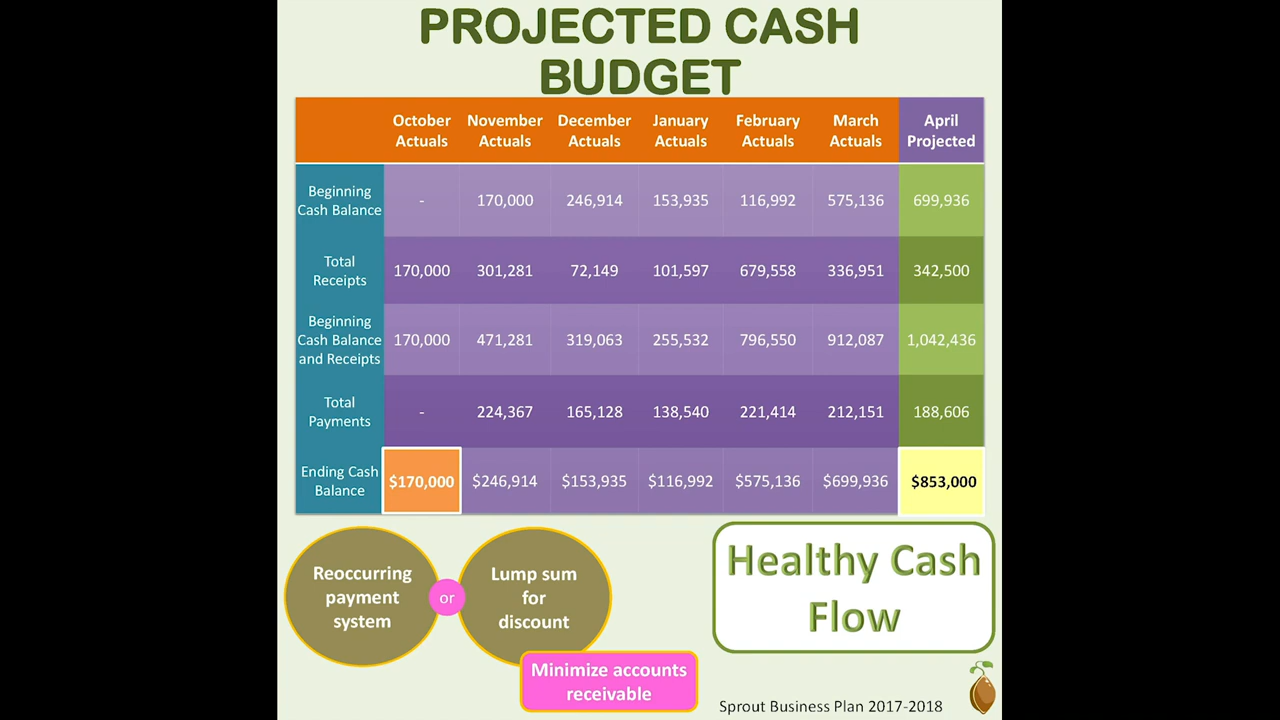 PROJECTED CASH
BUDGET
October November December January February March April
Actuals Actuals Actuals Actuals Actuals Actuals Projected
Beginning
Cash Balance - 170,000 246,914 153,935 116,992 575,136 699,936
Total
Receipts 170,000 301,281 72,149 101,597 679,558 336,951 342,500
Beginning
Cash Balance 170,000 471,281 319,063 255,532 796,550 912,087 1,042,436
and Receipts
Total
Payments - 224,367 165,128 138,540 221,414 212,151 188,606
Ending Cash
Balance $170,000 $246,914 $153,935 $116,992 $575,136 $699,936 $853,000
Reoccurring
payment
system
or
Lump sum
for
discount
Minimize accounts
receivable
Healthy Cash
Flow
Sprout Business Plan 2017-2018